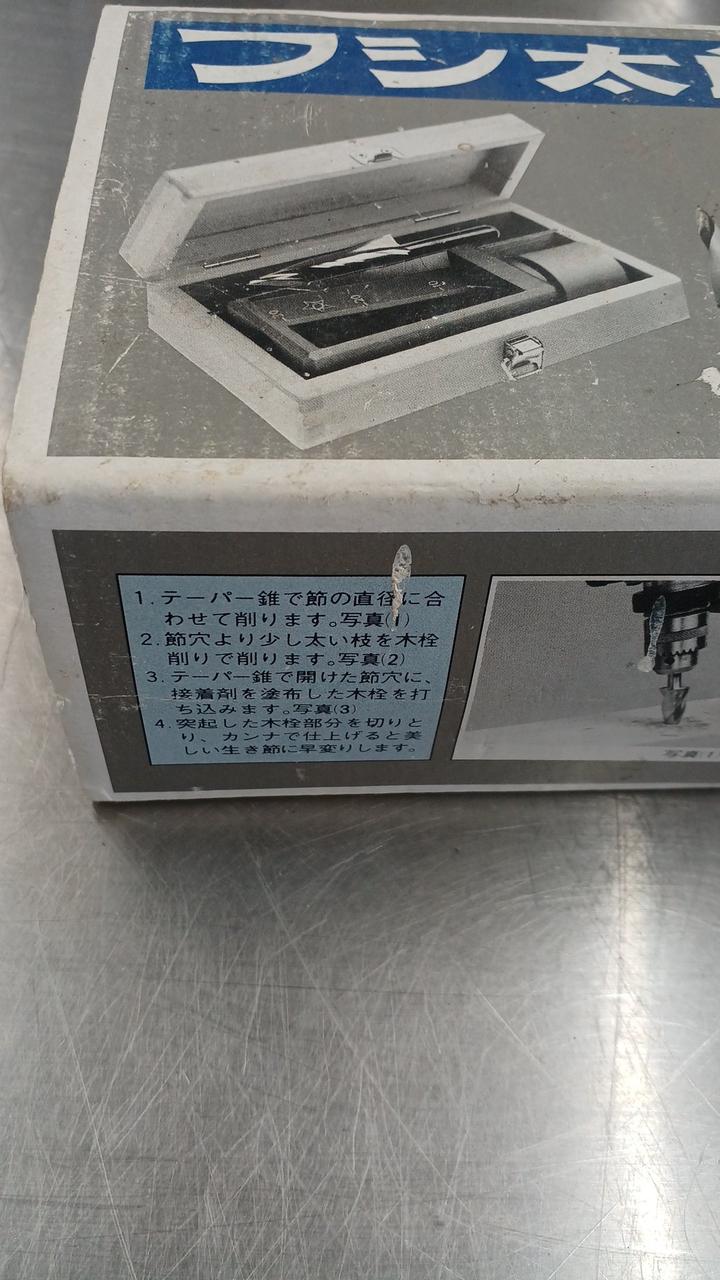 フシ太
1. テーパー錐で節の直径に合
わせて削ります。写真(1)
2. 節穴より少し太い枝を木栓
削りで削ります。写真(2)
3. テーパー錐で開けた節穴に、
接着剤を塗布した木栓を打
ち込みます。写真(3)
4. 突起した木栓部分を切りと
り、カンナで仕上げると美
しい生き節に早変りします。
写真1